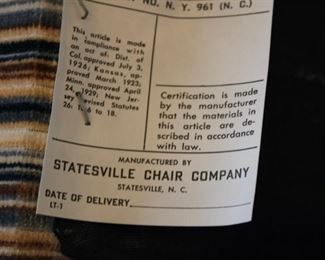 NO. N. Y. 961 (N. C.)
This article is made
in compliance with
an act of: Dist. of
Col. approved July 3,
1926, Kansas, ap-
proved March 1923;
Minn. approved April
24, 1929; New Jer-
sey Revised Statutes
26: 6 to 18.
Certification is made
by the manufacturer
that the materials in
this article are de-
scribed in accordance
with law.
MANUFACTURED BY
STATESVILLE CHAIR COMPANY
STATESVILLE, N. C.
DATE OF DELIVERY
LT-1